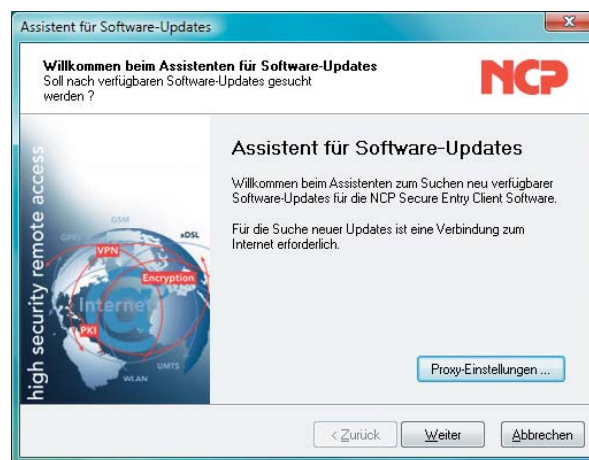 Assistent für Software-Updates
Willkommen beim Assistenten für Software-Updates
Soll nach verfügbaren Software-Updates gesucht
werden ?
NCP
high security remote access
GSM
GPRS
xDSL
VPN
Encryption
Internet
PKI
UMTS
WLAN
Assistent für Software-Updates
Willkommen beim Assistenten zum Suchen neu verfügbarer
Software-Updates für die NCP Secure Entry Client Software.
Für die Suche neuer Updates ist eine Verbindung zum
Internet erforderlich.
Proxy-Einstellungen ...
< Zurück
Weiter
Abbrechen